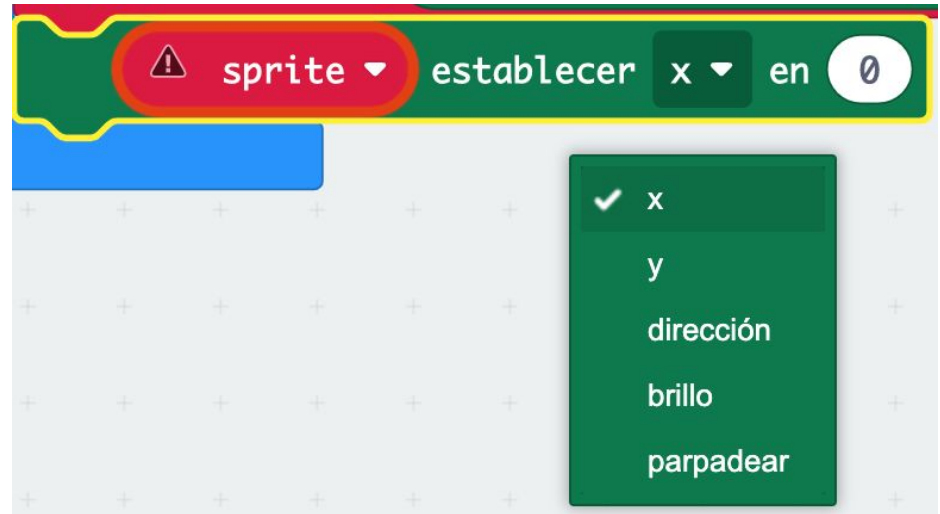 sprite establecer x en 0
x
y
dirección
brillo
parpadear